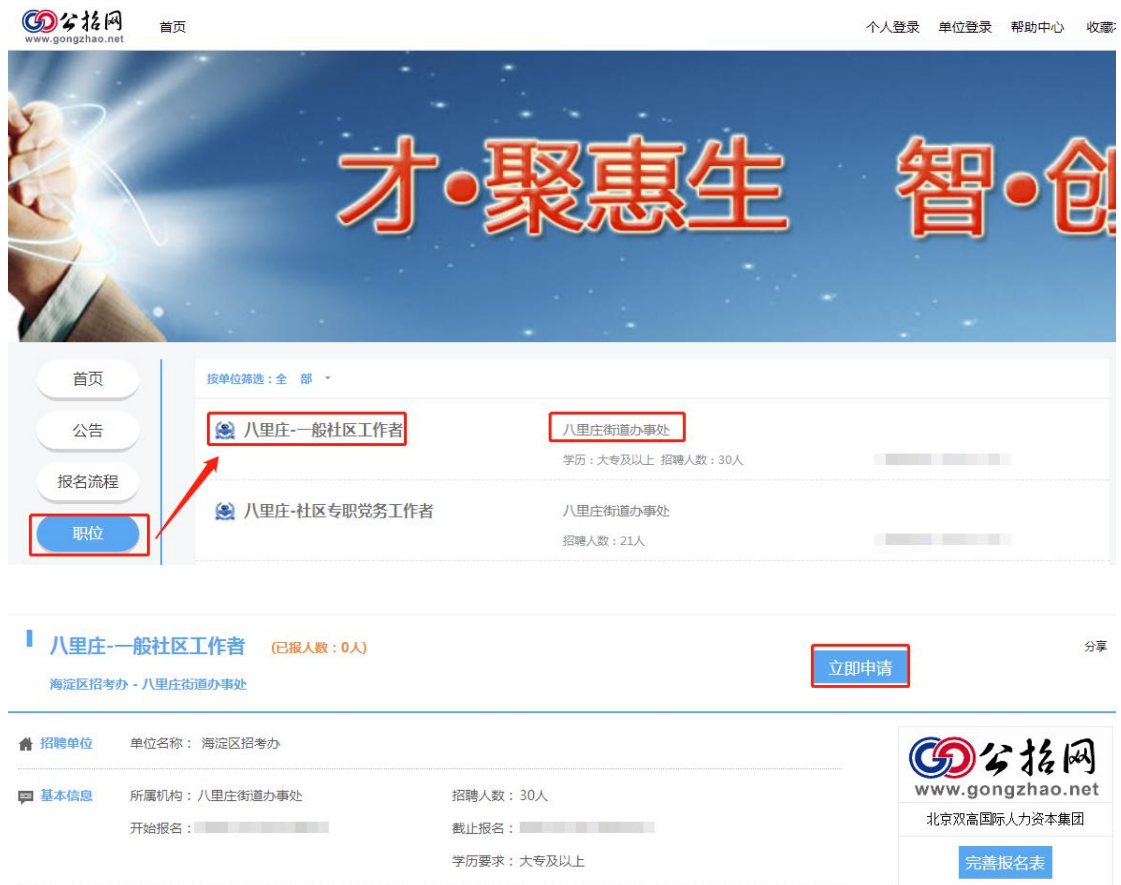 公招网
www.gongzhao.net
首页
个人登录 单位登录 帮助中心 收藏
才·聚惠生 智·创
首页
公告
报名流程
职位
按单位筛选：全 部
八里庄-一般社区工作者
八里庄街道办事处
学历：大专及以上 招聘人数：30人
八里庄-社区专职党务工作者
八里庄街道办事处
招聘人数：21人
八里庄-一般社区工作者 (已报人数：0人)
立即申请
分享
海淀区招考办 - 八里庄街道办事处
招聘单位 单位名称： 海淀区招考办
基本信息 所属机构：八里庄街道办事处 招聘人数：30人
开始报名： 截止报名：
学历要求：大专及以上
公招网
www.gongzhao.net
北京双高国际人力资本集团
完善报名表